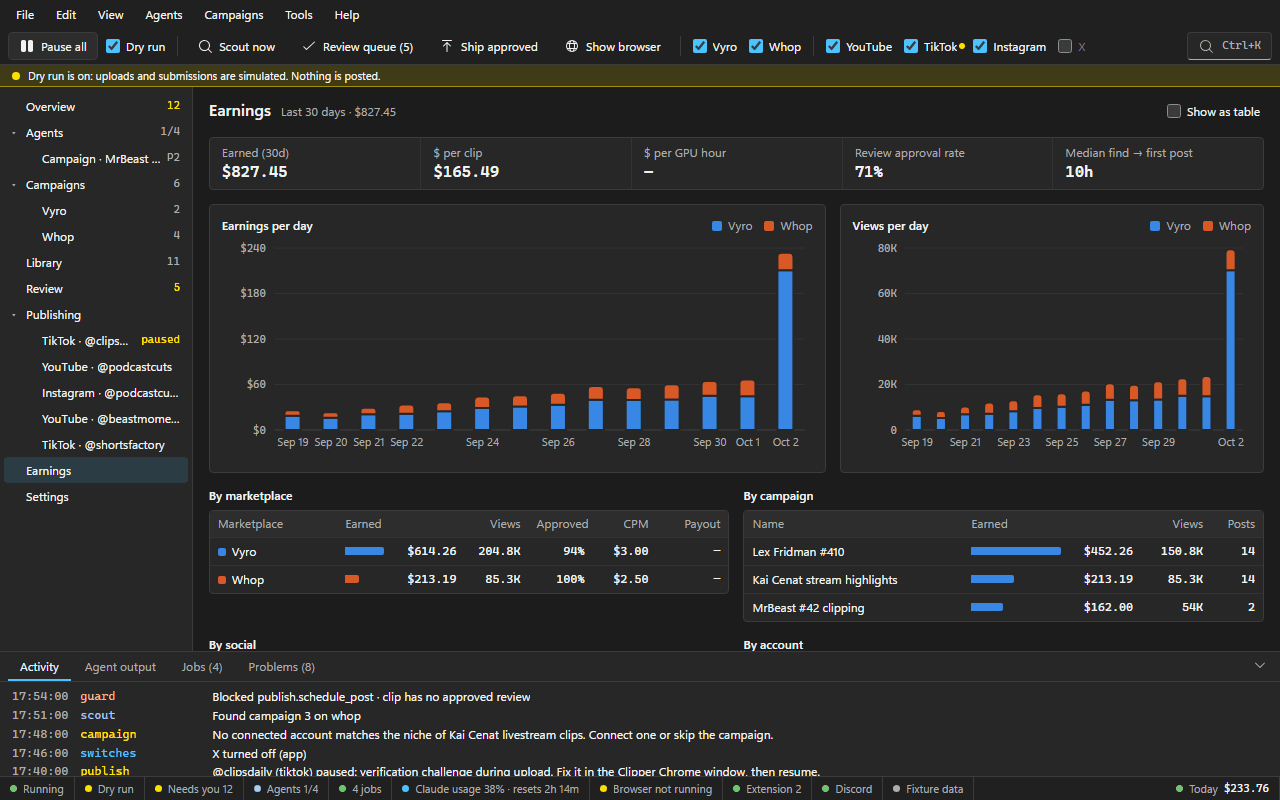 File Edit View Agents Campaigns Tools Help
Pause all Dry run Scout now Review queue (5) Ship approved Show browser Vyro Whop YouTube TikTok Instagram X Ctrl+K
Dry run is on: uploads and submissions are simulated. Nothing is posted.
Overview 12
Agents 1/4
Campaign · MrBeast ... P2
Campaigns 6
Vyro 2
Whop 4
Library 11
Review 5
Publishing
TikTok · @clips... paused
YouTube · @podcastcuts
Instagram · @podcastcu...
YouTube · @beastmome...
TikTok · @shortsfactory
Earnings
Settings
Earnings Last 30 days · $827.45 Show as table
Earned (30d) $ per clip $ per GPU hour Review approval rate Median find → first post
$827.45 $165.49 — 71% 10h
Earnings per day Vyro Whop
$240
$180
$120
$60
$0
Sep 19 Sep 20 Sep 21 Sep 22 Sep 24 Sep 26 Sep 28 Sep 30 Oct 1 Oct 2
Views per day Vyro Whop
80K
60K
40K
20K
0
Sep 19 Sep 21 Sep 23 Sep 25 Sep 27 Sep 29 Oct 2
By marketplace
Marketplace Earned Views Approved CPM Payout
Vyro $614.26 204.8K 94% $3.00 —
Whop $213.19 85.3K 100% $2.50 —
By campaign
Name Earned Views Posts
Lex Fridman #410 $452.26 150.8K 14
Kai Cenat stream highlights $213.19 85.3K 14
MrBeast #42 clipping $162.00 54K 2
By social By account
Activity Agent output Jobs (4) Problems (8)
17:54:00 guard Blocked publish.schedule_post · clip has no approved review
17:51:00 scout Found campaign 3 on whop
17:48:00 campaign No connected account matches the niche of Kai Cenat livestream clips. Connect one or skip the campaign.
17:46:00 switches X turned off (app)
17:40:00 publish @clipsdaily (tiktok) paused: verification challenge during upload. Fix it in the Clipper Chrome window, then resume.
Running Dry run Needs you 12 Agents 1/4 4 jobs Claude usage 38% · resets 2h 14m Browser not running Extension 2 Discord Fixture data Today $233.76